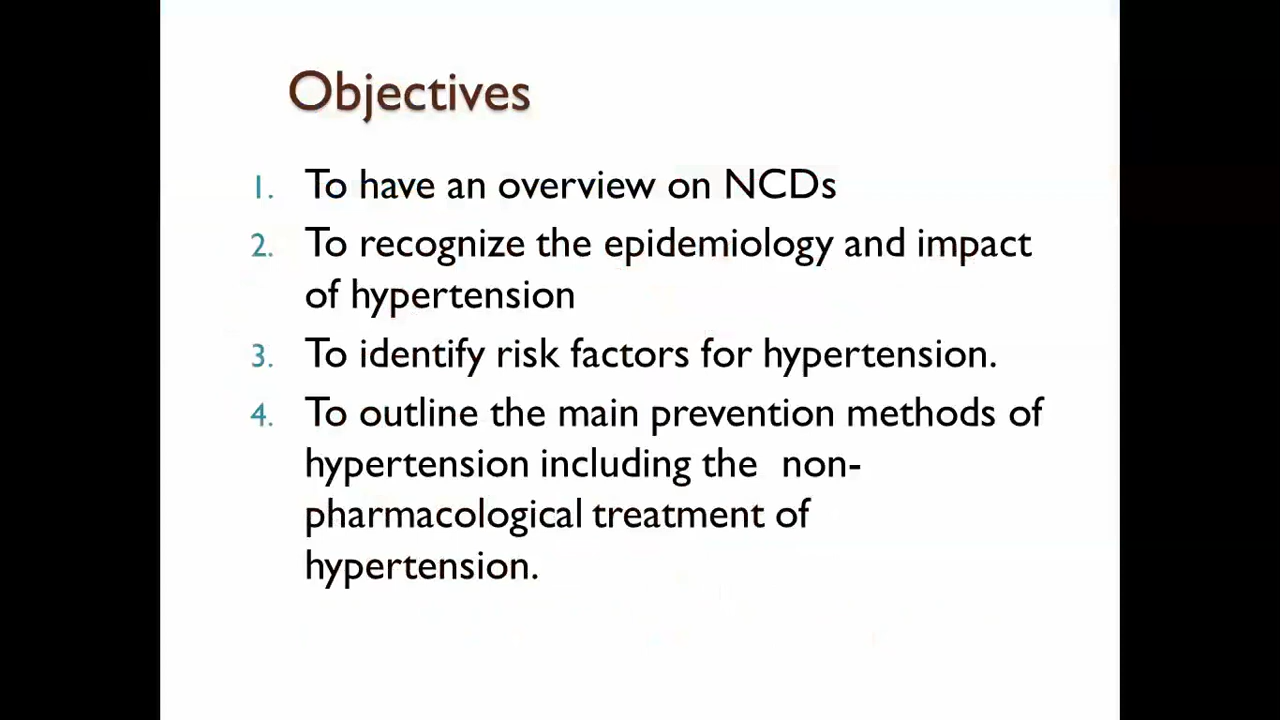 Objectives
1. To have an overview on NCDs
2. To recognize the epidemiology and impact
of hypertension
3. To identify risk factors for hypertension.
4. To outline the main prevention methods of
hypertension including the non-
pharmacological treatment of
hypertension.